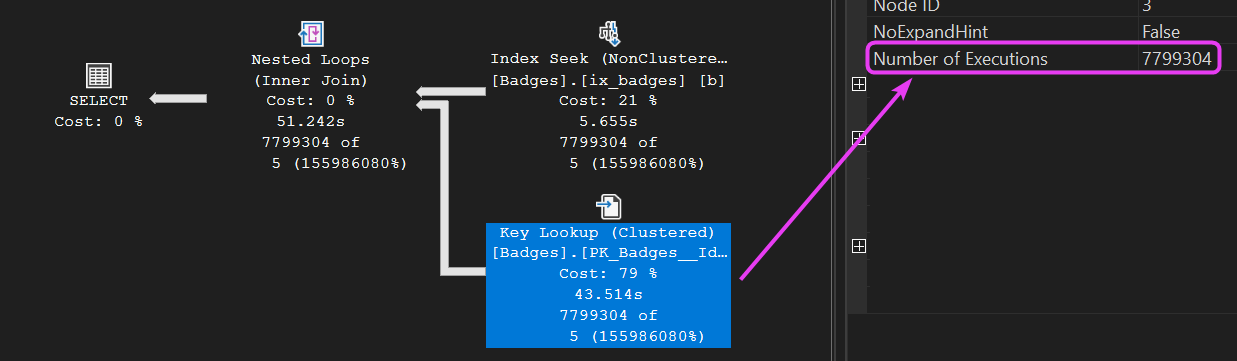 SELECT
Cost: 0 %
Nested Loops
(Inner Join)
Cost: 0 %
51.242s
7799304 of
5 (155986080%)
Index Seek (NonClustere...
[Badges].[ix_badges] [b]
Cost: 21 %
5.655s
7799304 of
5 (155986080%)
Key Lookup (Clustered)
[Badges].[PK_Badges__Id...
Cost: 79 %
43.514s
7799304 of
5 (155986080%)
Node ID 3
NoExpandHint False
Number of Executions 7799304